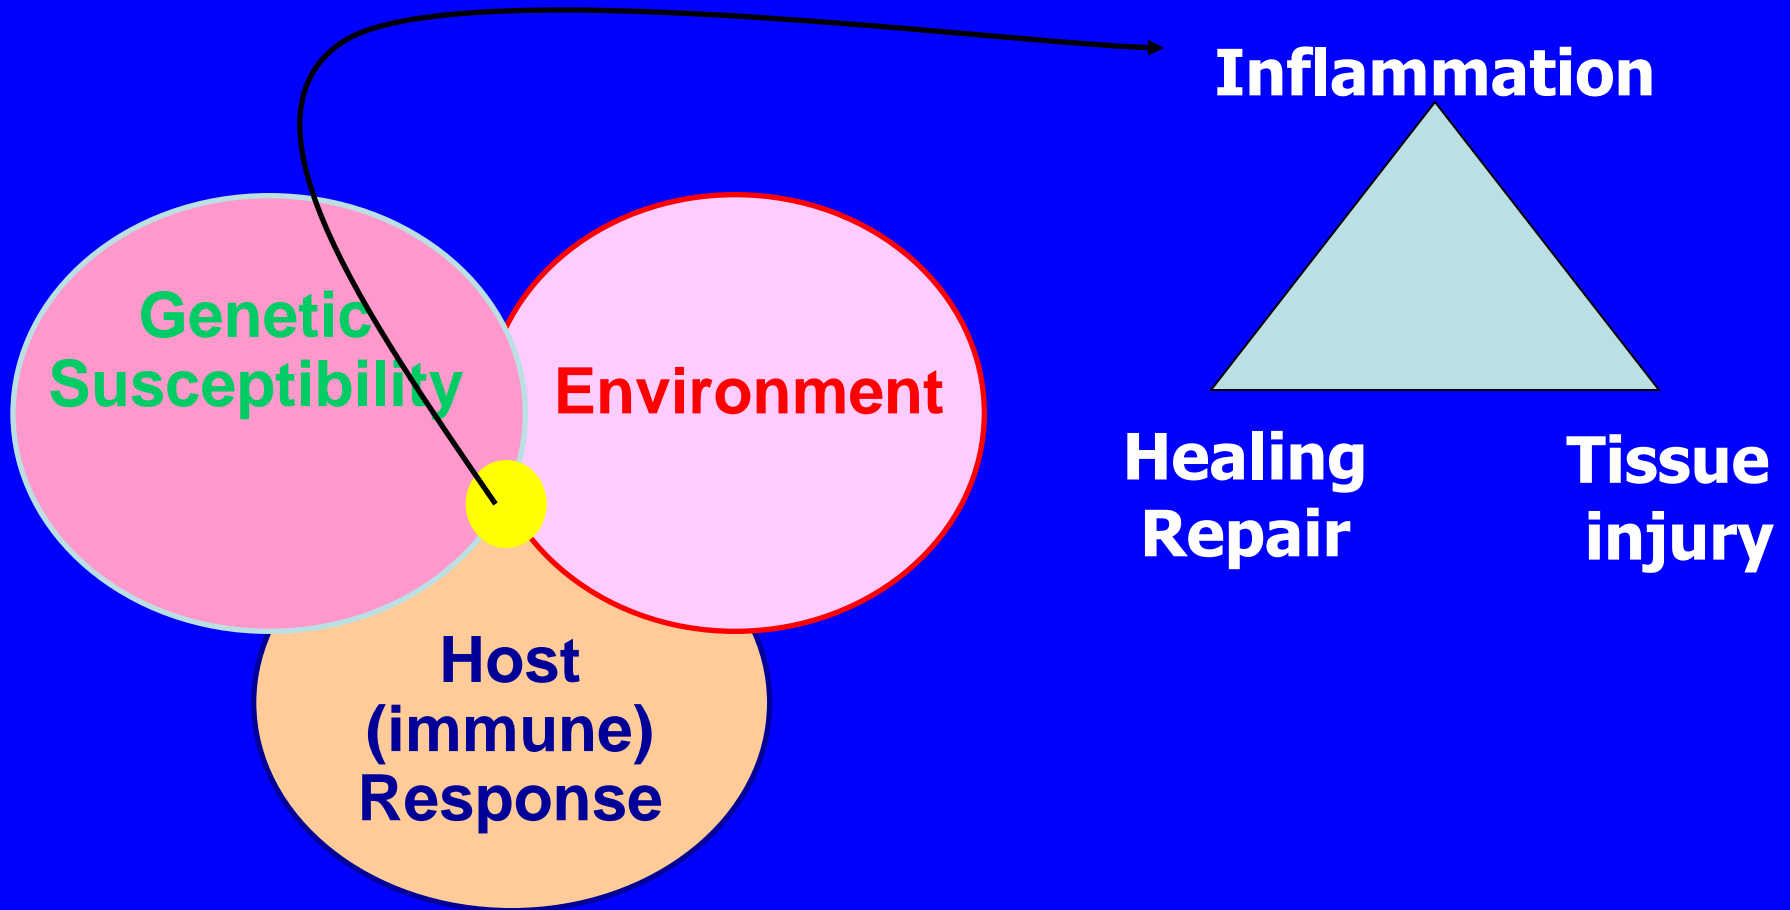 Inflammation
Genetic
Susceptibility
Environment
Healing
Repair
Tissue
injury
Host
(immune)
Response